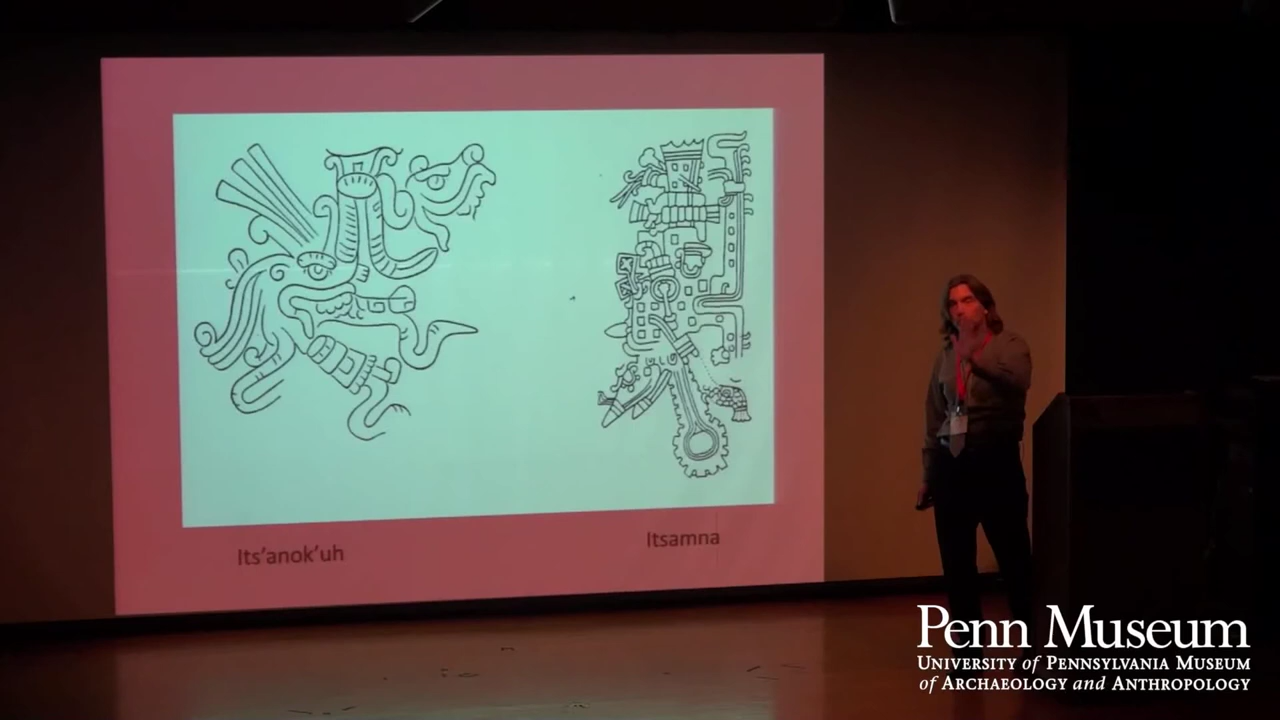 Its'anok'uh
Itsamna
Penn Museum
UNIVERSITY of PENNSYLVANIA MUSEUM
of ARCHAEOLOGY and ANTHROPOLOGY